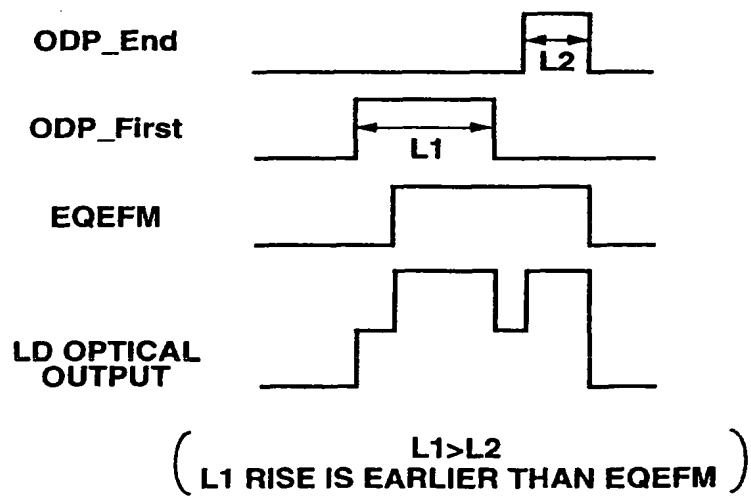 ODP_End
L2
ODP_First
L1
EQEFM
LD OPTICAL
OUTPUT
L1>L2
L1 RISE IS EARLIER THAN EQEFM